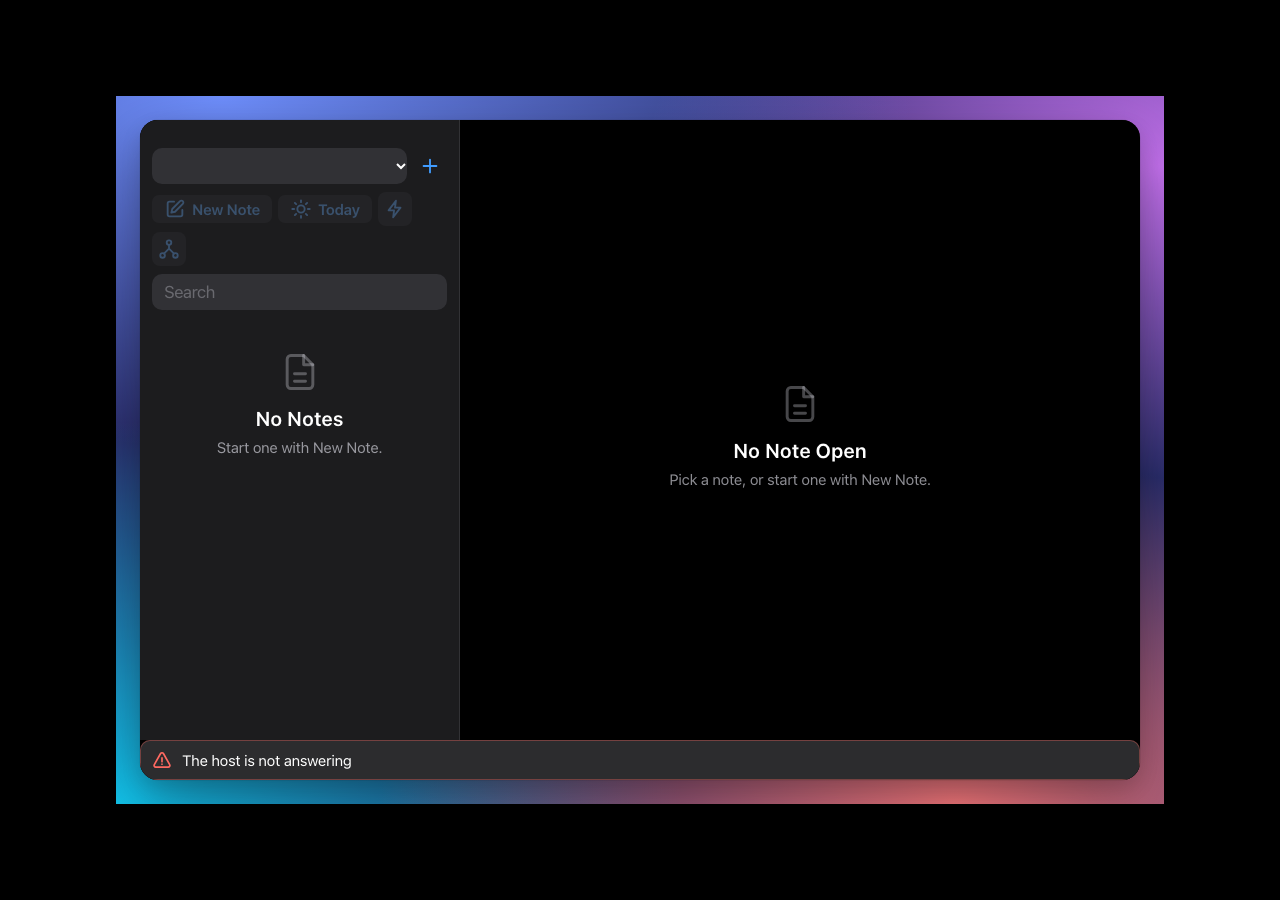 New Note
Today
Search
No Notes
Start one with New Note.
No Note Open
Pick a note, or start one with New Note.
The host is not answering